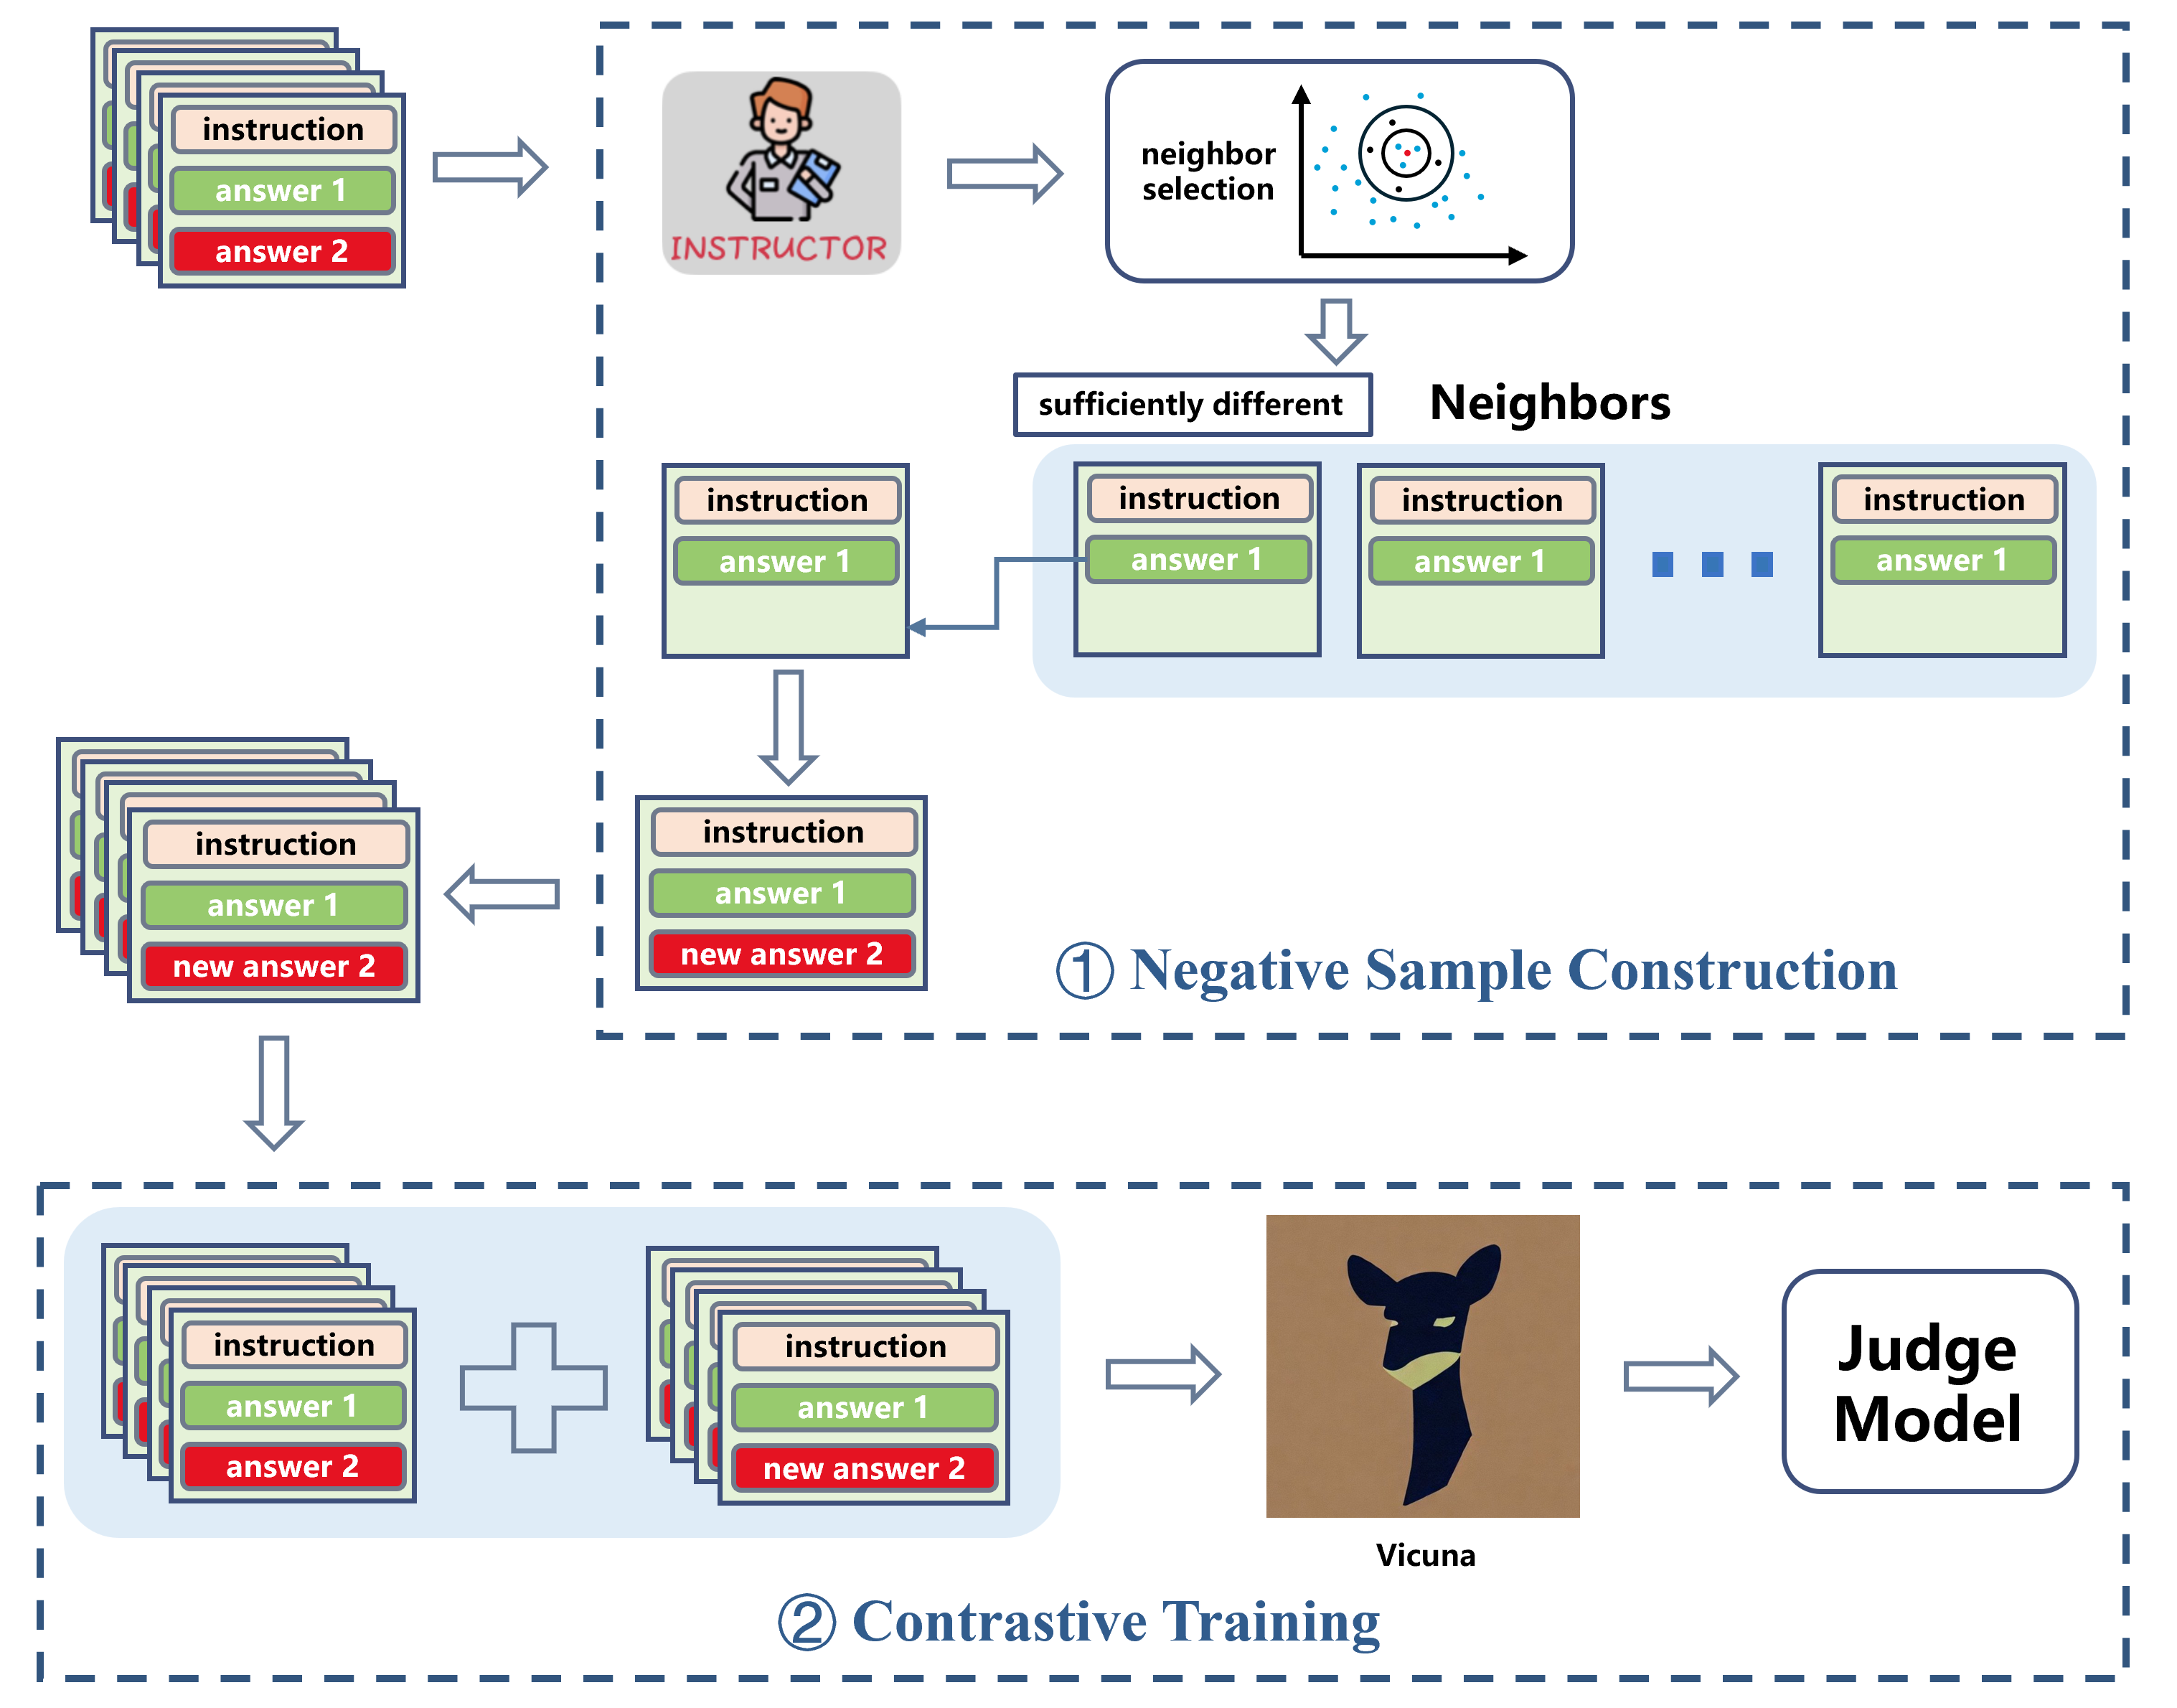 instruction
answer 1
answer 2
INSTRUCTOR
neighbor
selection
sufficiently different
Neighbors
instruction
answer 1
instruction
answer 1
instruction
answer 1
instruction
answer 1
instruction
answer 1
new answer 2
instruction
answer 1
new answer 2
① Negative Sample Construction
instruction
answer 1
answer 2
instruction
answer 1
new answer 2
Vicuna
Judge
Model
② Contrastive Training